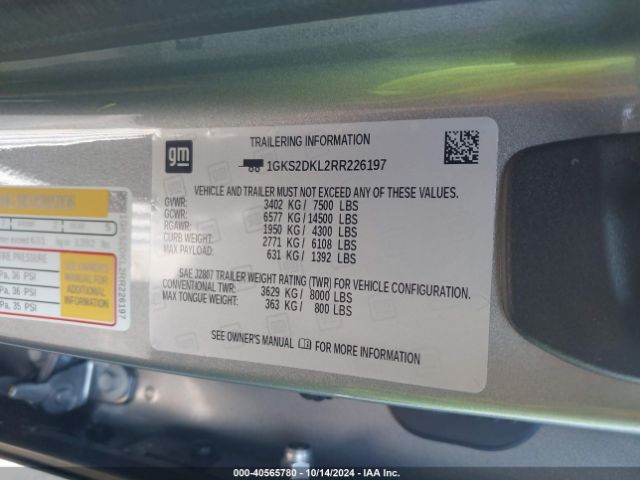 gm
TRAILERING INFORMATION
1GKS2DKL2RR226197
VEHICLE AND TRAILER MUST NOT EXCEED ANY OF THESE VALUES.
GVWR: 3402 KG / 7500 LBS
GCWR: 6577 KG / 14500 LBS
RGAWR: 1950 KG / 4300 LBS
CURB WEIGHT: 2771 KG / 6108 LBS
MAX PAYLOAD: 631 KG / 1392 LBS
SAE J2807 TRAILER WEIGHT RATING (TWR) FOR VEHICLE CONFIGURATION.
CONVENTIONAL TWR: 3629 KG / 8000 LBS
MAX TONGUE WEIGHT: 363 KG / 800 LBS
SEE OWNER'S MANUAL FOR MORE INFORMATION
SEE OWNER'S
MANUAL FOR
ADDITIONAL
INFORMATION
PRESSURE
Pa, 36 PSI
Pa, 36 PSI
Pa, 35 PSI
000-40565780 - 10/14/2024 - IAA Inc.